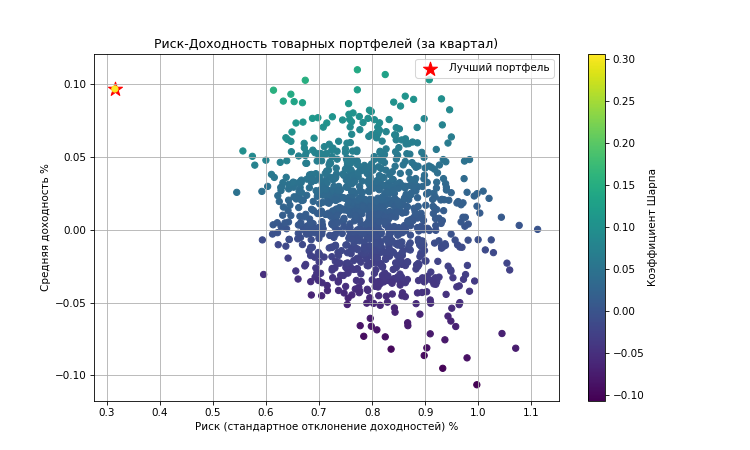 Риск-Доходность товарных портфелей (за квартал)
Лучший портфель
Средняя доходность %
0.10
0.05
0.00
−0.05
−0.10
0.3 0.4 0.5 0.6 0.7 0.8 0.9 1.0 1.1
Риск (стандартное отклонение доходностей) %
0.30
0.25
0.20
0.15
0.10
0.05
0.00
−0.05
−0.10
Коэффициент Шарпа